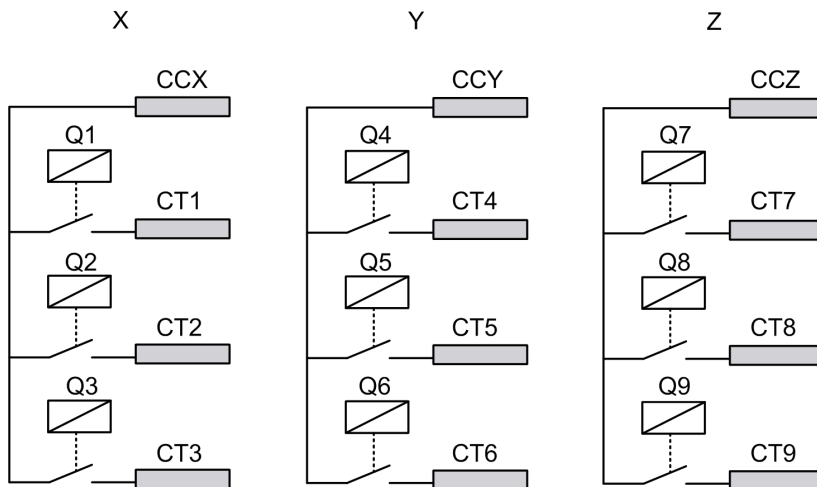 X Y Z
CCX CCY CCZ
Q1 Q4 Q7
CT1 CT4 CT7
Q2 Q5 Q8
CT2 CT5 CT8
Q3 Q6 Q9
CT3 CT6 CT9